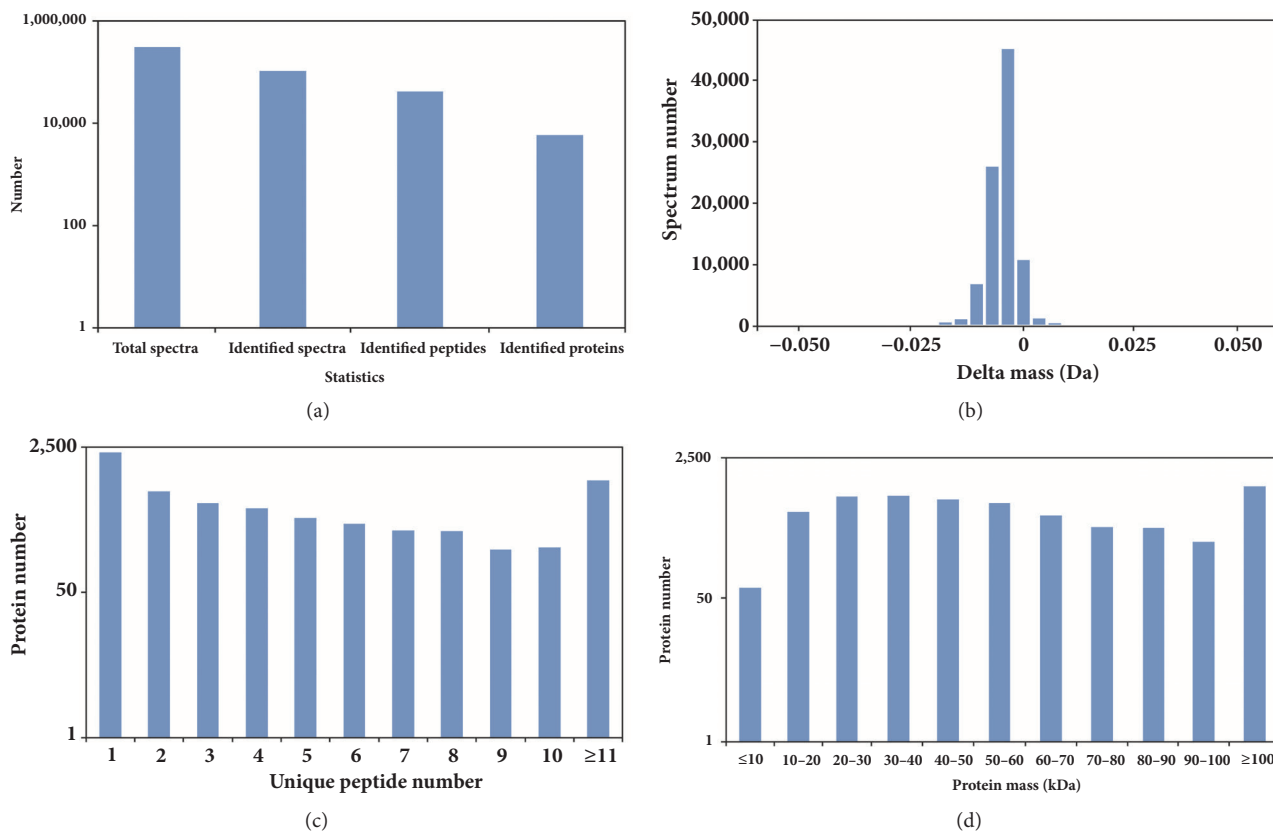 1,000,000
10,000
100
1
Number
Total spectra
Identified spectra
Identified peptides
Identified proteins
Statistics
(a)
50,000
40,000
30,000
20,000
10,000
0
Spectrum number
−0.050
−0.025
0
0.025
0.050
Delta mass (Da)
(b)
2,500
50
1
Protein number
1
2
3
4
5
6
7
8
9
10
≥11
Unique peptide number
(c)
2,500
50
1
Protein number
≤10
10–20
20–30
30–40
40–50
50–60
60–70
70–80
80–90
90–100
≥100
Protein mass (kDa)
(d)